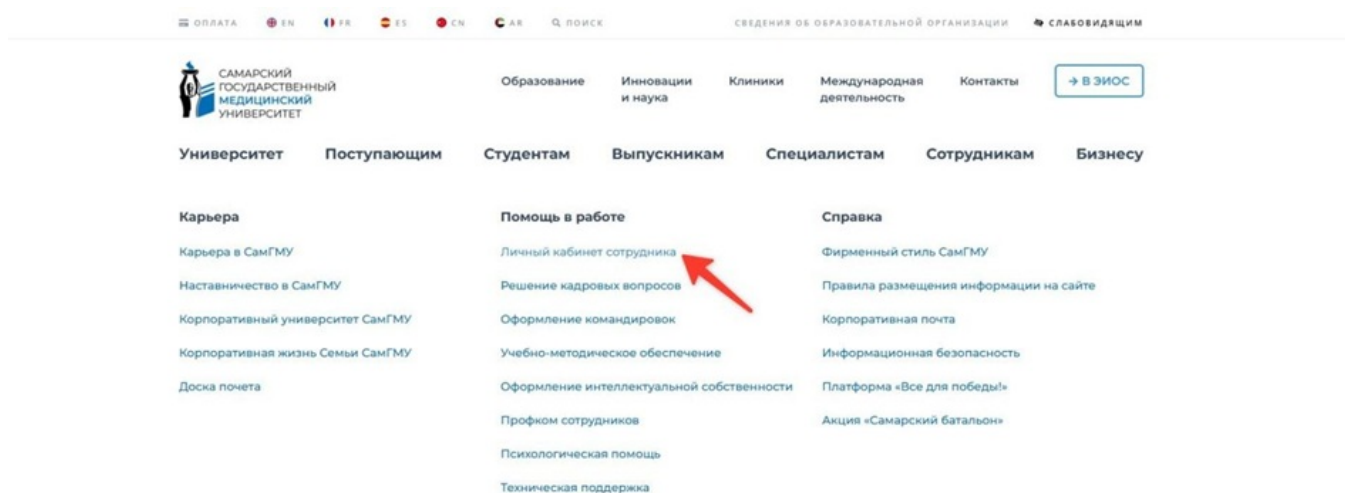 ОПЛАТА EN FR ES CN AR ПОИСК СВЕДЕНИЯ ОБ ОБРАЗОВАТЕЛЬНОЙ ОРГАНИЗАЦИИ СЛАБОВИДЯЩИМ
САМАРСКИЙ
ГОСУДАРСТВЕННЫЙ
МЕДИЦИНСКИЙ
УНИВЕРСИТЕТ
Образование
Инновации
и наука
Клиники
Международная
деятельность
Контакты
→ В ЭИОС
Университет Поступающим Студентам Выпускникам Специалистам Сотрудникам Бизнесу
Карьера
Карьера в СамГМУ
Наставничество в СамГМУ
Корпоративный университет СамГМУ
Корпоративная жизнь Семьи СамГМУ
Доска почета
Помощь в работе
Личный кабинет сотрудника
Решение кадровых вопросов
Оформление командировок
Учебно-методическое обеспечение
Оформление интеллектуальной собственности
Профком сотрудников
Психологическая помощь
Техническая поддержка
Справка
Фирменный стиль СамГМУ
Правила размещения информации на сайте
Корпоративная почта
Информационная безопасность
Платформа «Все для победы!»
Акция «Самарский батальон»